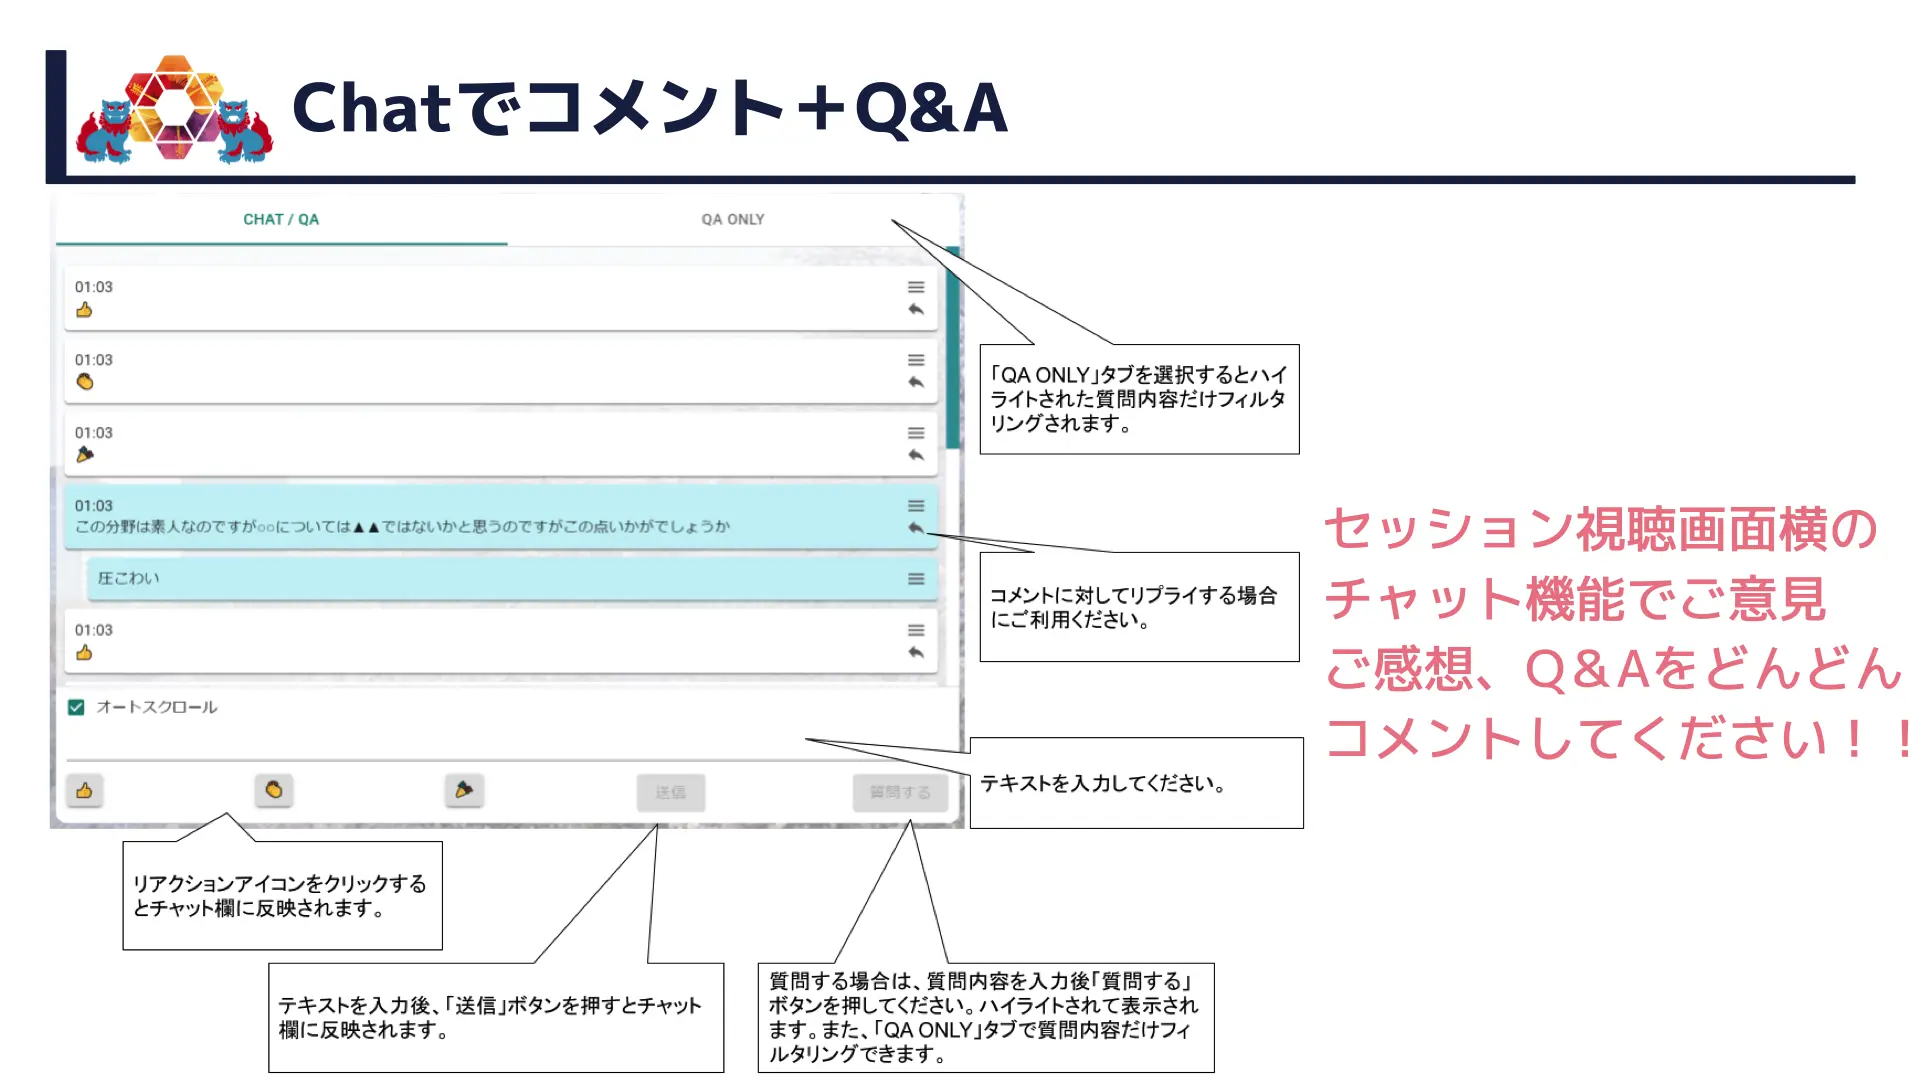 Chatでコメント＋Q&A
CHAT / QA
QA ONLY
01:03
01:03
01:03
01:03
この分野は素人なのですが○○については▲▲ではないかと思うのですがこの点いかがでしょうか
圧こわい
01:03
オートスクロール
送信
質問する
「QA ONLY」タブを選択するとハイ
ライトされた質問内容だけフィルタ
リングされます。
コメントに対してリプライする場合
にご利用ください。
テキストを入力してください。
リアクションアイコンをクリックする
とチャット欄に反映されます。
テキストを入力後、「送信」ボタンを押すとチャット
欄に反映されます。
質問する場合は、質問内容を入力後「質問する」
ボタンを押してください。ハイライトされて表示され
ます。また、「QA ONLY」タブで質問内容だけフィ
ルタリングできます。
セッション視聴画面横の
チャット機能でご意見
ご感想、Q＆Aをどんどん
コメントしてください！！